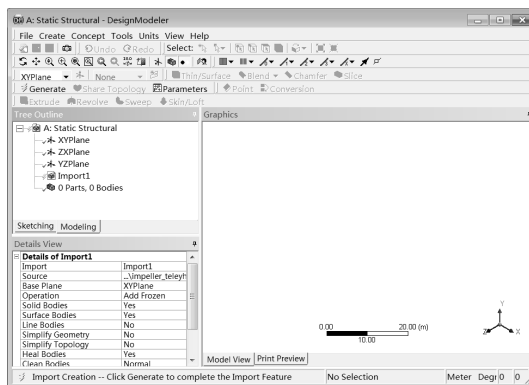 A: Static Structural - DesignModeler
File Create Concept Tools Units View Help
Undo Redo Select:
XYPlane None Thin/Surface Blend Chamfer Slice
Generate Share Topology Parameters Point Conversion
Extrude Revolve Sweep Skin/Loft
Tree Outline
A: Static Structural
XYPlane
ZXPlane
YZPlane
Import1
0 Parts, 0 Bodies
Sketching Modeling
Details View
Details of Import1
Import Import1
Source ...\impeller_teleyh
Base Plane XYPlane
Operation Add Frozen
Solid Bodies Yes
Surface Bodies Yes
Line Bodies No
Simplify Geometry No
Simplify Topology No
Heal Bodies Yes
Clean Bodies Normal
Graphics
0.00 20.00 (m)
10.00
Y
Z X
Model View Print Preview
Import Creation -- Click Generate to complete the Import Feature No Selection Meter Degr 0 0